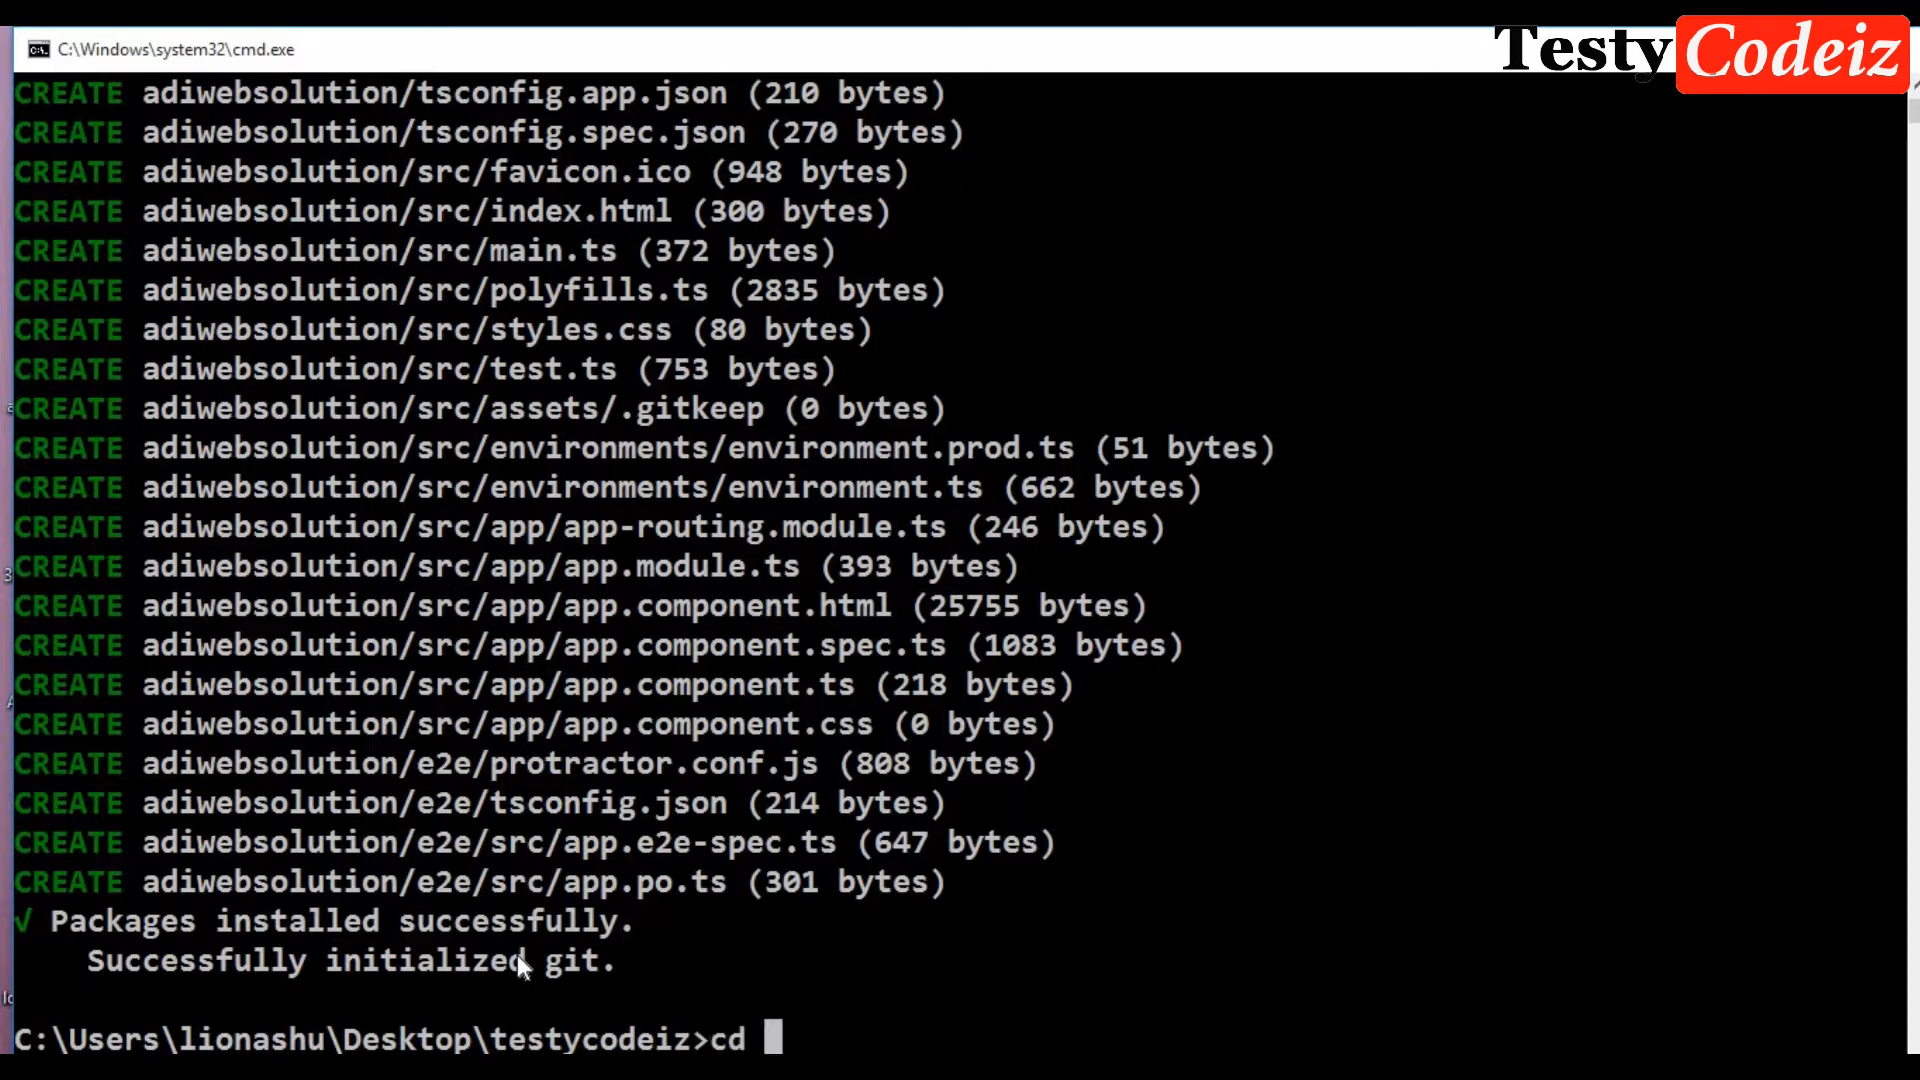 Testy Codeiz
C:\Windows\system32\cmd.exe
CREATE adiwebsolution/tsconfig.app.json (210 bytes)
CREATE adiwebsolution/tsconfig.spec.json (270 bytes)
CREATE adiwebsolution/src/favicon.ico (948 bytes)
CREATE adiwebsolution/src/index.html (300 bytes)
CREATE adiwebsolution/src/main.ts (372 bytes)
CREATE adiwebsolution/src/polyfills.ts (2835 bytes)
CREATE adiwebsolution/src/styles.css (80 bytes)
CREATE adiwebsolution/src/test.ts (753 bytes)
CREATE adiwebsolution/src/assets/.gitkeep (0 bytes)
CREATE adiwebsolution/src/environments/environment.prod.ts (51 bytes)
CREATE adiwebsolution/src/environments/environment.ts (662 bytes)
CREATE adiwebsolution/src/app/app-routing.module.ts (246 bytes)
CREATE adiwebsolution/src/app/app.module.ts (393 bytes)
CREATE adiwebsolution/src/app/app.component.html (25755 bytes)
CREATE adiwebsolution/src/app/app.component.spec.ts (1083 bytes)
CREATE adiwebsolution/src/app/app.component.ts (218 bytes)
CREATE adiwebsolution/src/app/app.component.css (0 bytes)
CREATE adiwebsolution/e2e/protractor.conf.js (808 bytes)
CREATE adiwebsolution/e2e/tsconfig.json (214 bytes)
CREATE adiwebsolution/e2e/src/app.e2e-spec.ts (647 bytes)
CREATE adiwebsolution/e2e/src/app.po.ts (301 bytes)
√ Packages installed successfully.
Successfully initialized git.
C:\Users\lionashu\Desktop\testycodeiz>cd